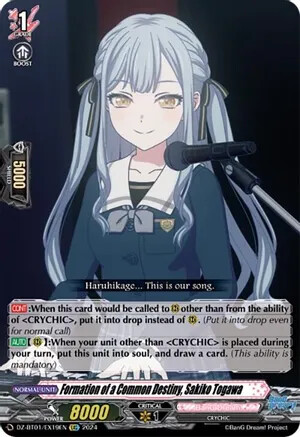 1
GRADE
BOOST
5000
SHIELD
Haruhikage... This is our song.
CONT:When this card would be called to other than from the ability
of <CRYCHIC>, put it into drop instead of . (Put it into drop even
for normal call)
AUTO【 】:When your unit other than <CRYCHIC> is placed during
your turn, put this unit into soul, and draw a card. (This ability is
mandatory)
NORMAL UNIT
Formation of a Common Destiny, Sakiko Togawa
POWER
8000
CRITICAL
1
CRYCHIC
D-BZ-BT01-EX19EN 2024
©BanG Dream! Project